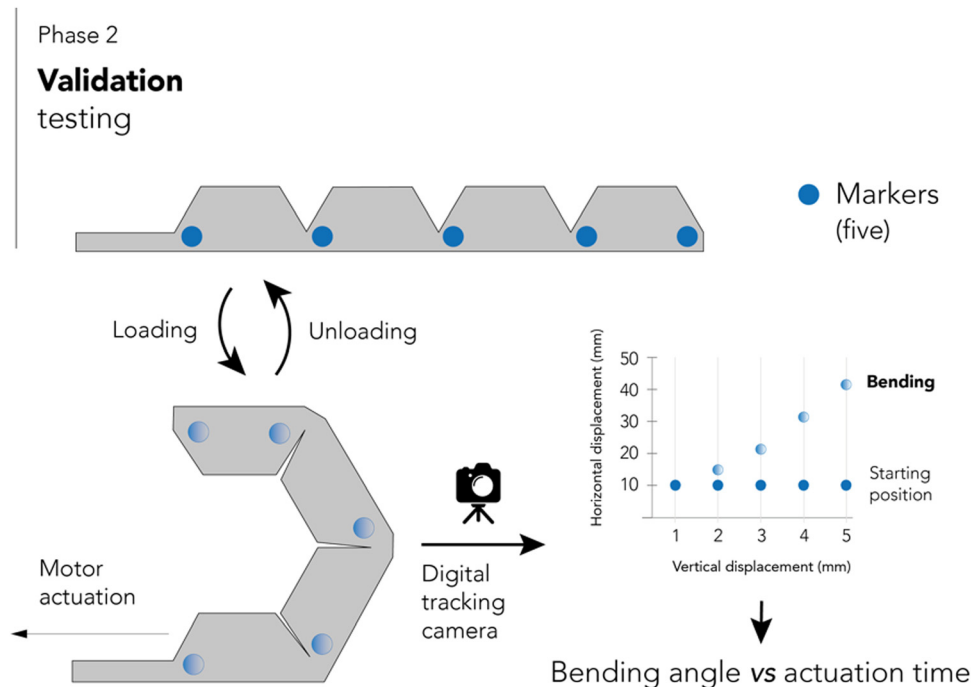 Phase 2
Validation
testing
Markers
(five)
Loading
Unloading
Motor
actuation
Digital
tracking
camera
Horizontal displacement (mm)
50
40
30
20
10
1 2 3 4 5
Vertical displacement (mm)
Bending
Starting
position
Bending angle vs actuation time